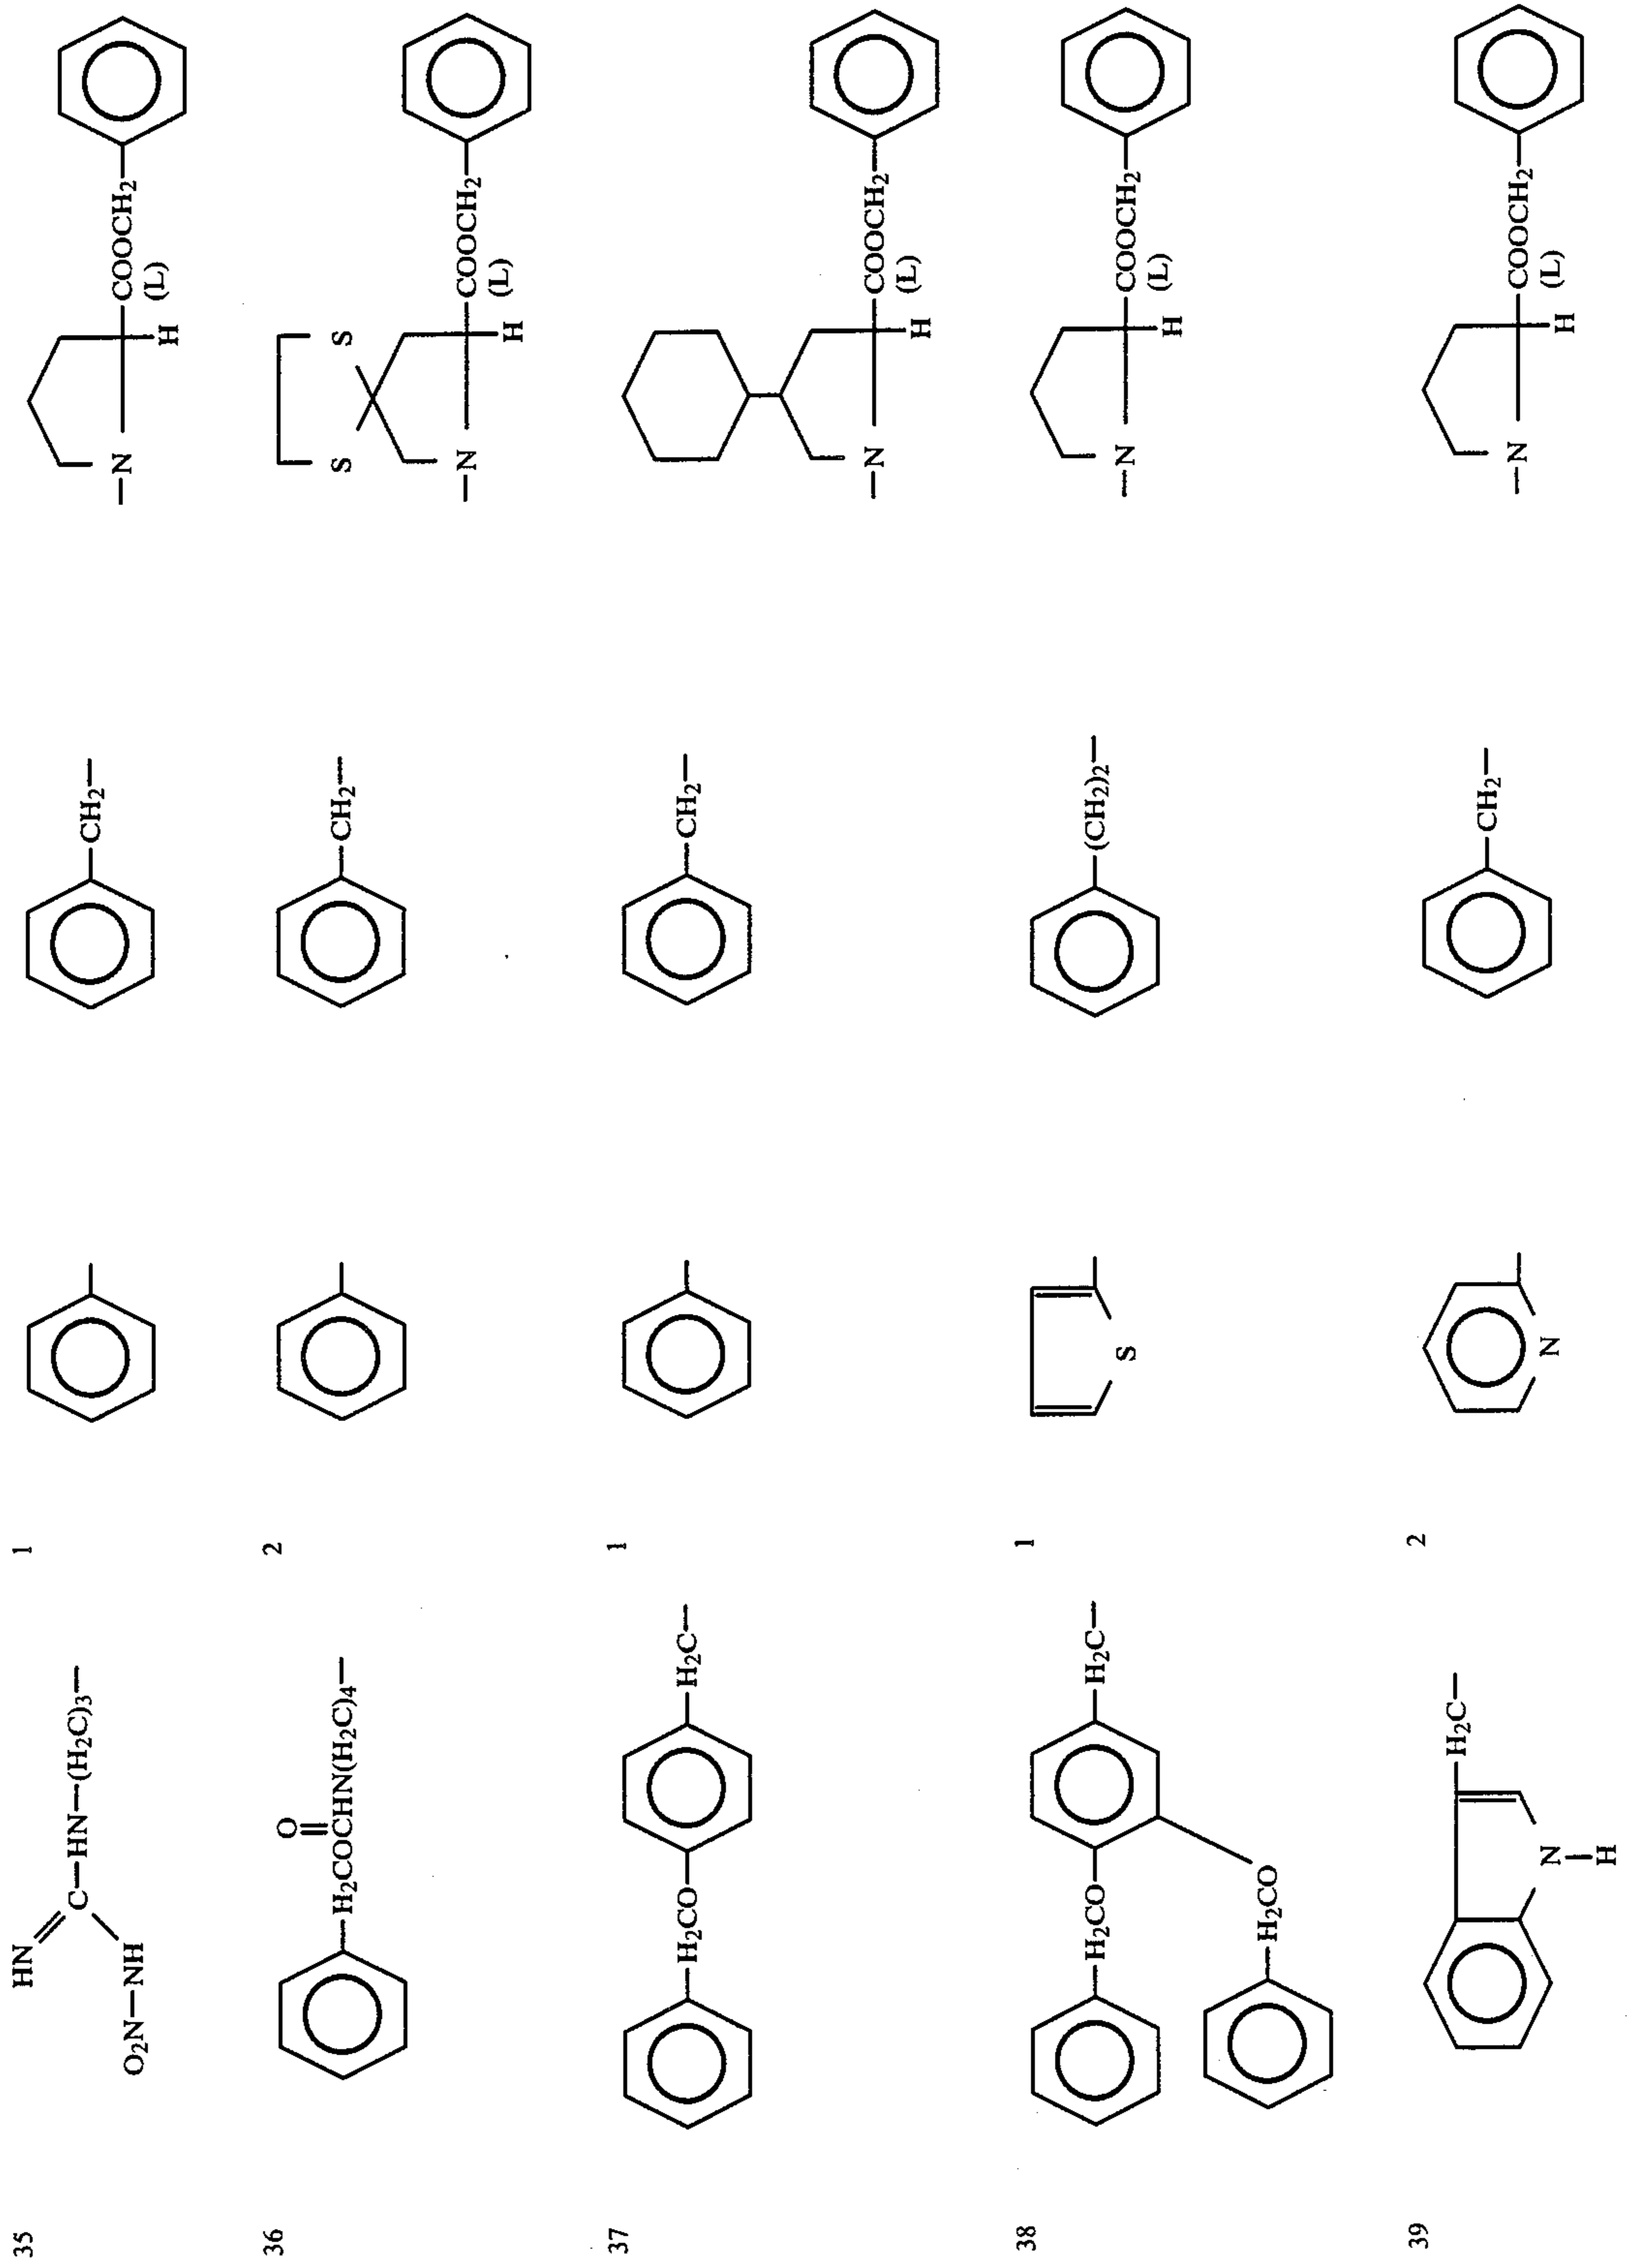 35 HN 1
C–HN–(H₂C)₃– CH₂–
O₂N–NH –N COOCH₂
(L)
H
36 O 2
H₂COCHN(H₂C)₄– CH₂– S S
–N COOCH₂
(L)
H
37 1
H₂CO H₂C– CH₂–
–N COOCH₂
(L)
H
38 1
H₂CO H₂C– (CH₂)₂–
S –N COOCH₂
(L)
H
H₂CO
39 2
H₂C– CH₂–
N N –N COOCH₂
(L)
H H